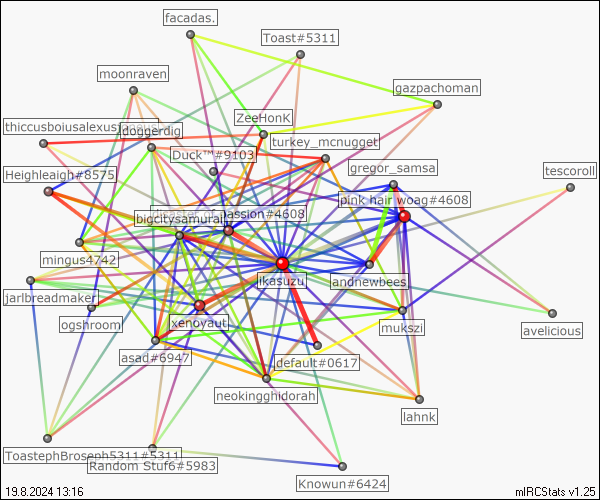 facadas.
Toast#5311
moonraven
gazpachoman
ZeeHonK
thiccusboiusalexus
doggerdig
turkey_mcnugget
Duck™#9103
gregor_samsa
tescoroll
Heighleaigh#8575
pink hair woag#4608
bigcitysamurai
passion#4608
mingus4742
ikasuzu
andnewbees
jarlbreadmaker
ogshroom
xenoyaut
mukszi
avelicious
asad#6947
default#0617
neokingghidorah
lahnk
ToastephBroseph5311#5311
Random Stuf6#5983
Knowun#6424
19.8.2024 13:16
mIRCStats v1.25